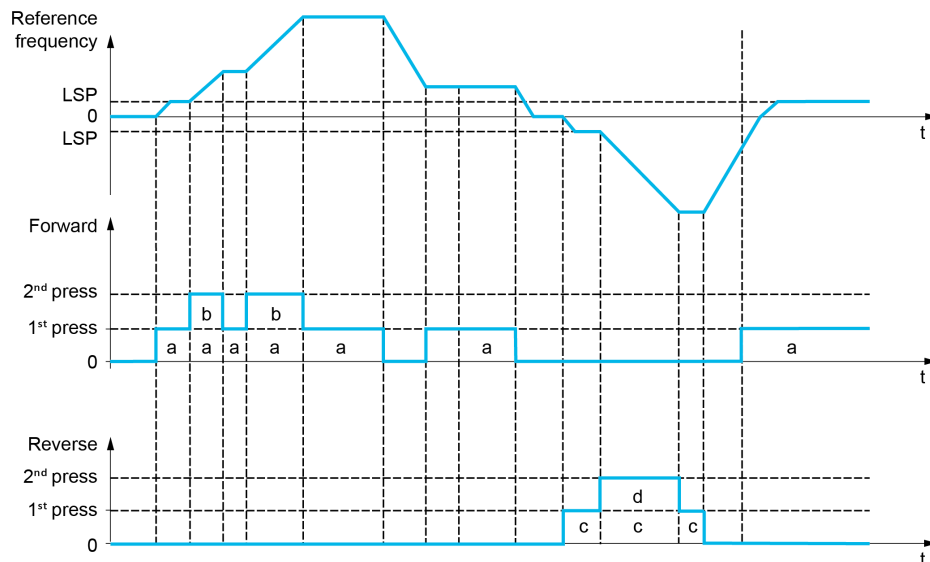 Reference
frequency
LSP
0
LSP
t
Forward
2nd press
b b
1st press
a a a a a a a
0
t
Reverse
2nd press
d
1st press
c c c
0
t